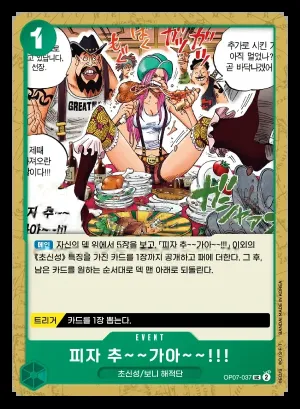 1
추가로 시킨 ㄱ
아직 멀었나?
곧 바닥나겠어
선장.
제때
이!!!
메인 자신의 덱 위에서 5장을 보고, 「피자 추~~가아~~!!!」 이외의
《초신성》 특징을 가진 카드를 1장까지 공개하고 패에 더한다. 그 후,
남은 카드를 원하는 순서대로 덱 맨 아래로 되돌린다.
트리거 카드를 1장 뽑는다.
EVENT
피자 추~~가아~~!!!
초신성/보니 해적단
OP07-037 UC 2